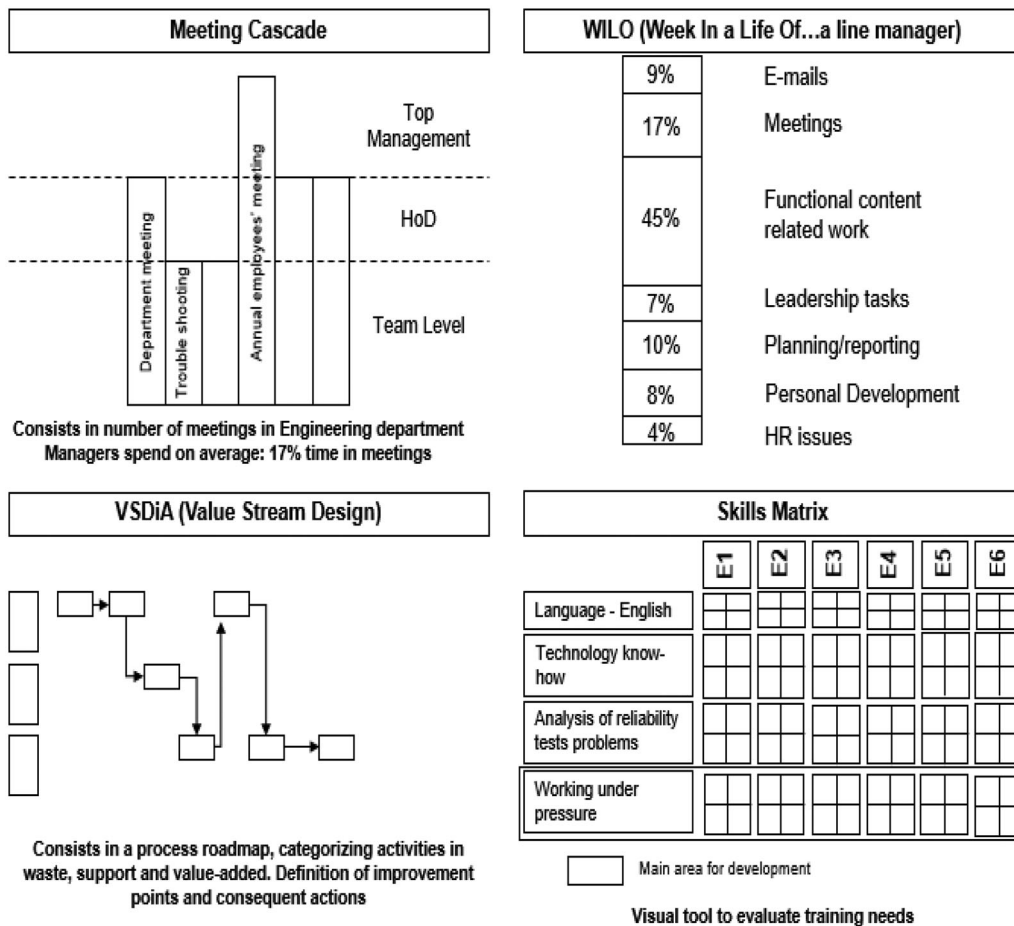 Meeting Cascade
Top
Management
HoD
Team Level
Department meeting
Trouble shooting
Annual employees' meeting
Consists in number of meetings in Engineering department
Managers spend on average: 17% time in meetings
WILO (Week In a Life Of...a line manager)
9% E-mails
17% Meetings
45% Functional content
related work
7% Leadership tasks
10% Planning/reporting
8% Personal Development
4% HR issues
VSDiA (Value Stream Design)
Consists in a process roadmap, categorizing activities in
waste, support and value-added. Definition of improvement
points and consequent actions
Skills Matrix
E1 E2 E3 E4 E5 E6
Language - English
Technology know-
how
Analysis of reliability
tests problems
Working under
pressure
Main area for development
Visual tool to evaluate training needs